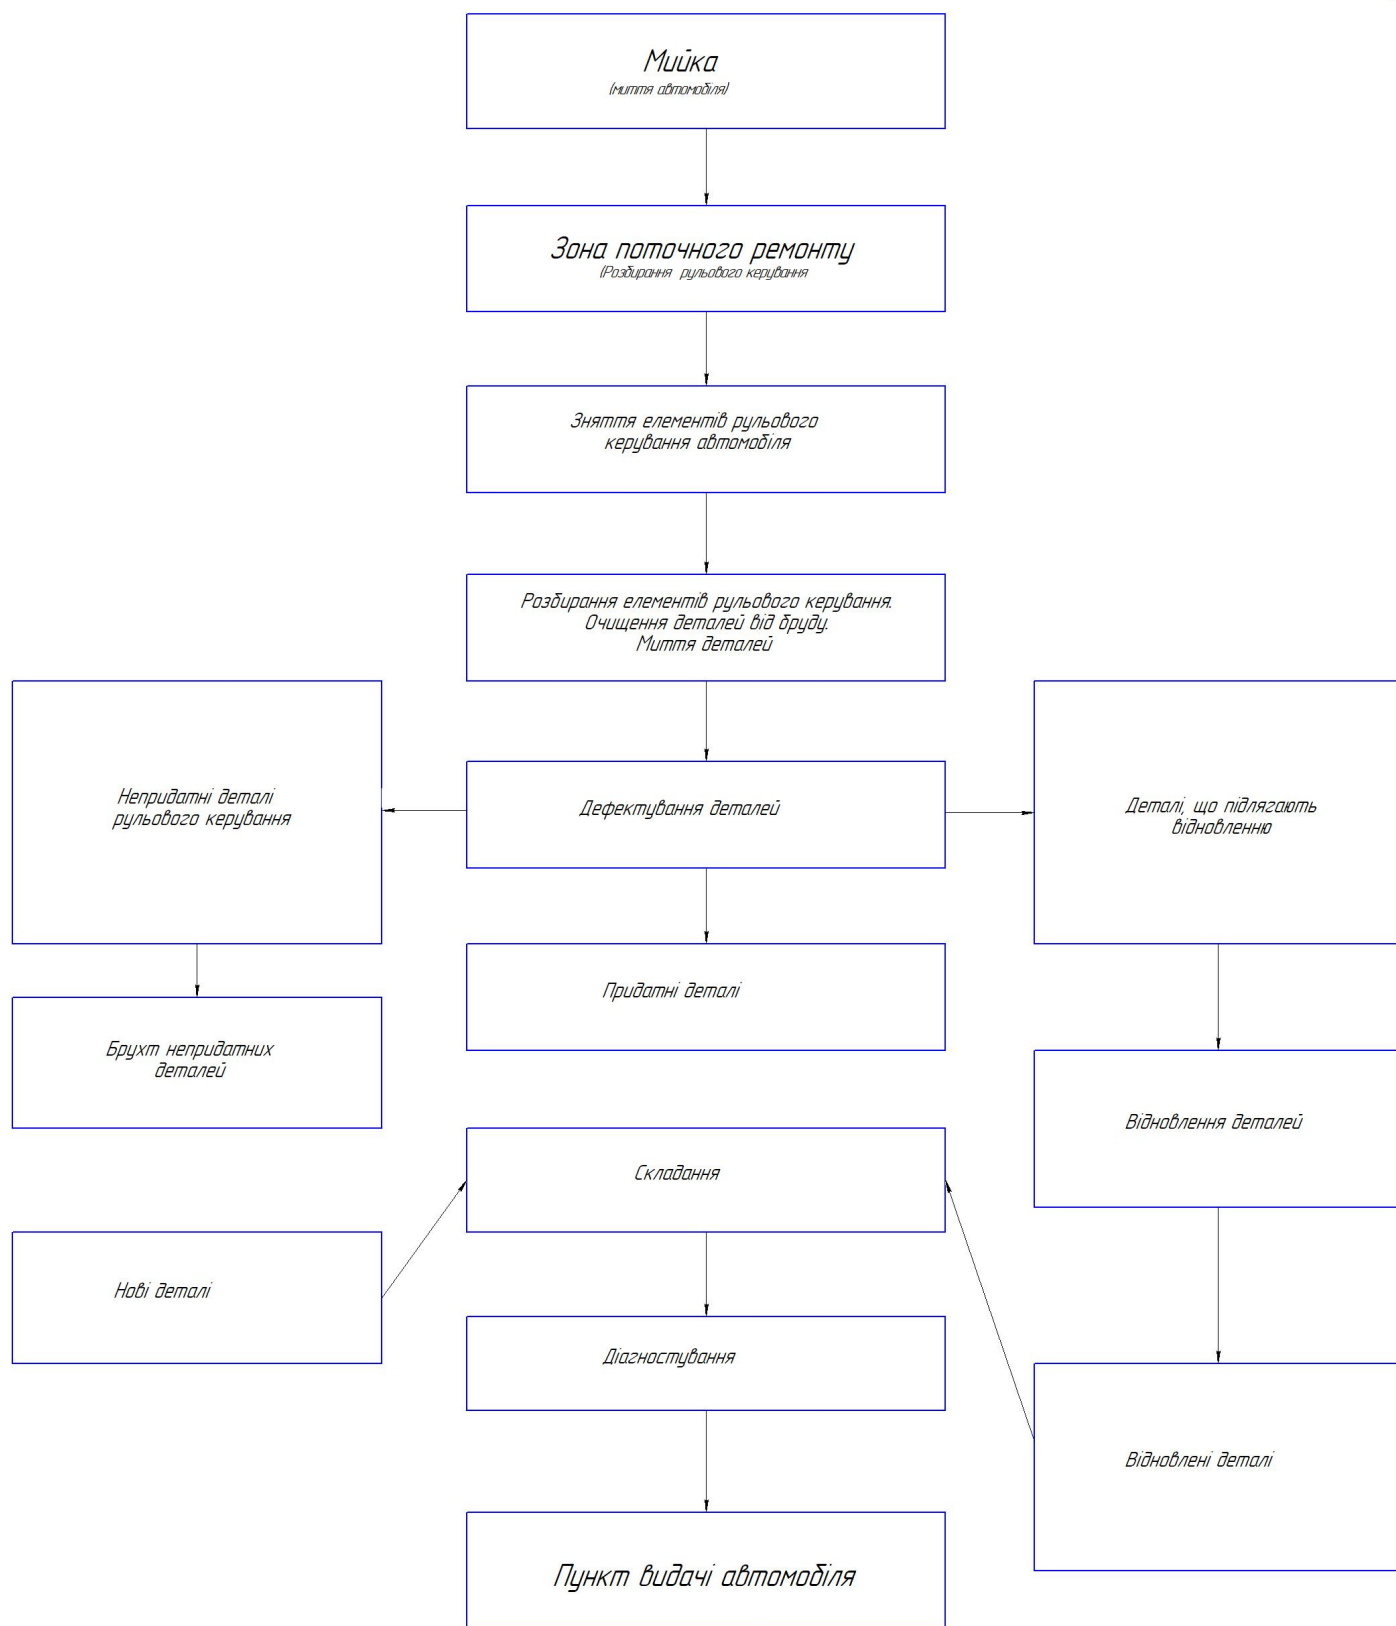 Мийка
(миття автомобіля)
Зона поточного ремонту
(Розбирання рульового керування
Зняття елементів рульового
керування автомобіля
Розбирання елементів рульового керування.
Очищення деталей від бруду.
Миття деталей
Непридатні деталі
рульового керування
Дефектування деталей
Деталі, що підлягають
відновленню
Придатні деталі
Брухт непридатних
деталей
Відновлення деталей
Складання
Нові деталі
Діагностування
Відновлені деталі
Пункт видачі автомобіля